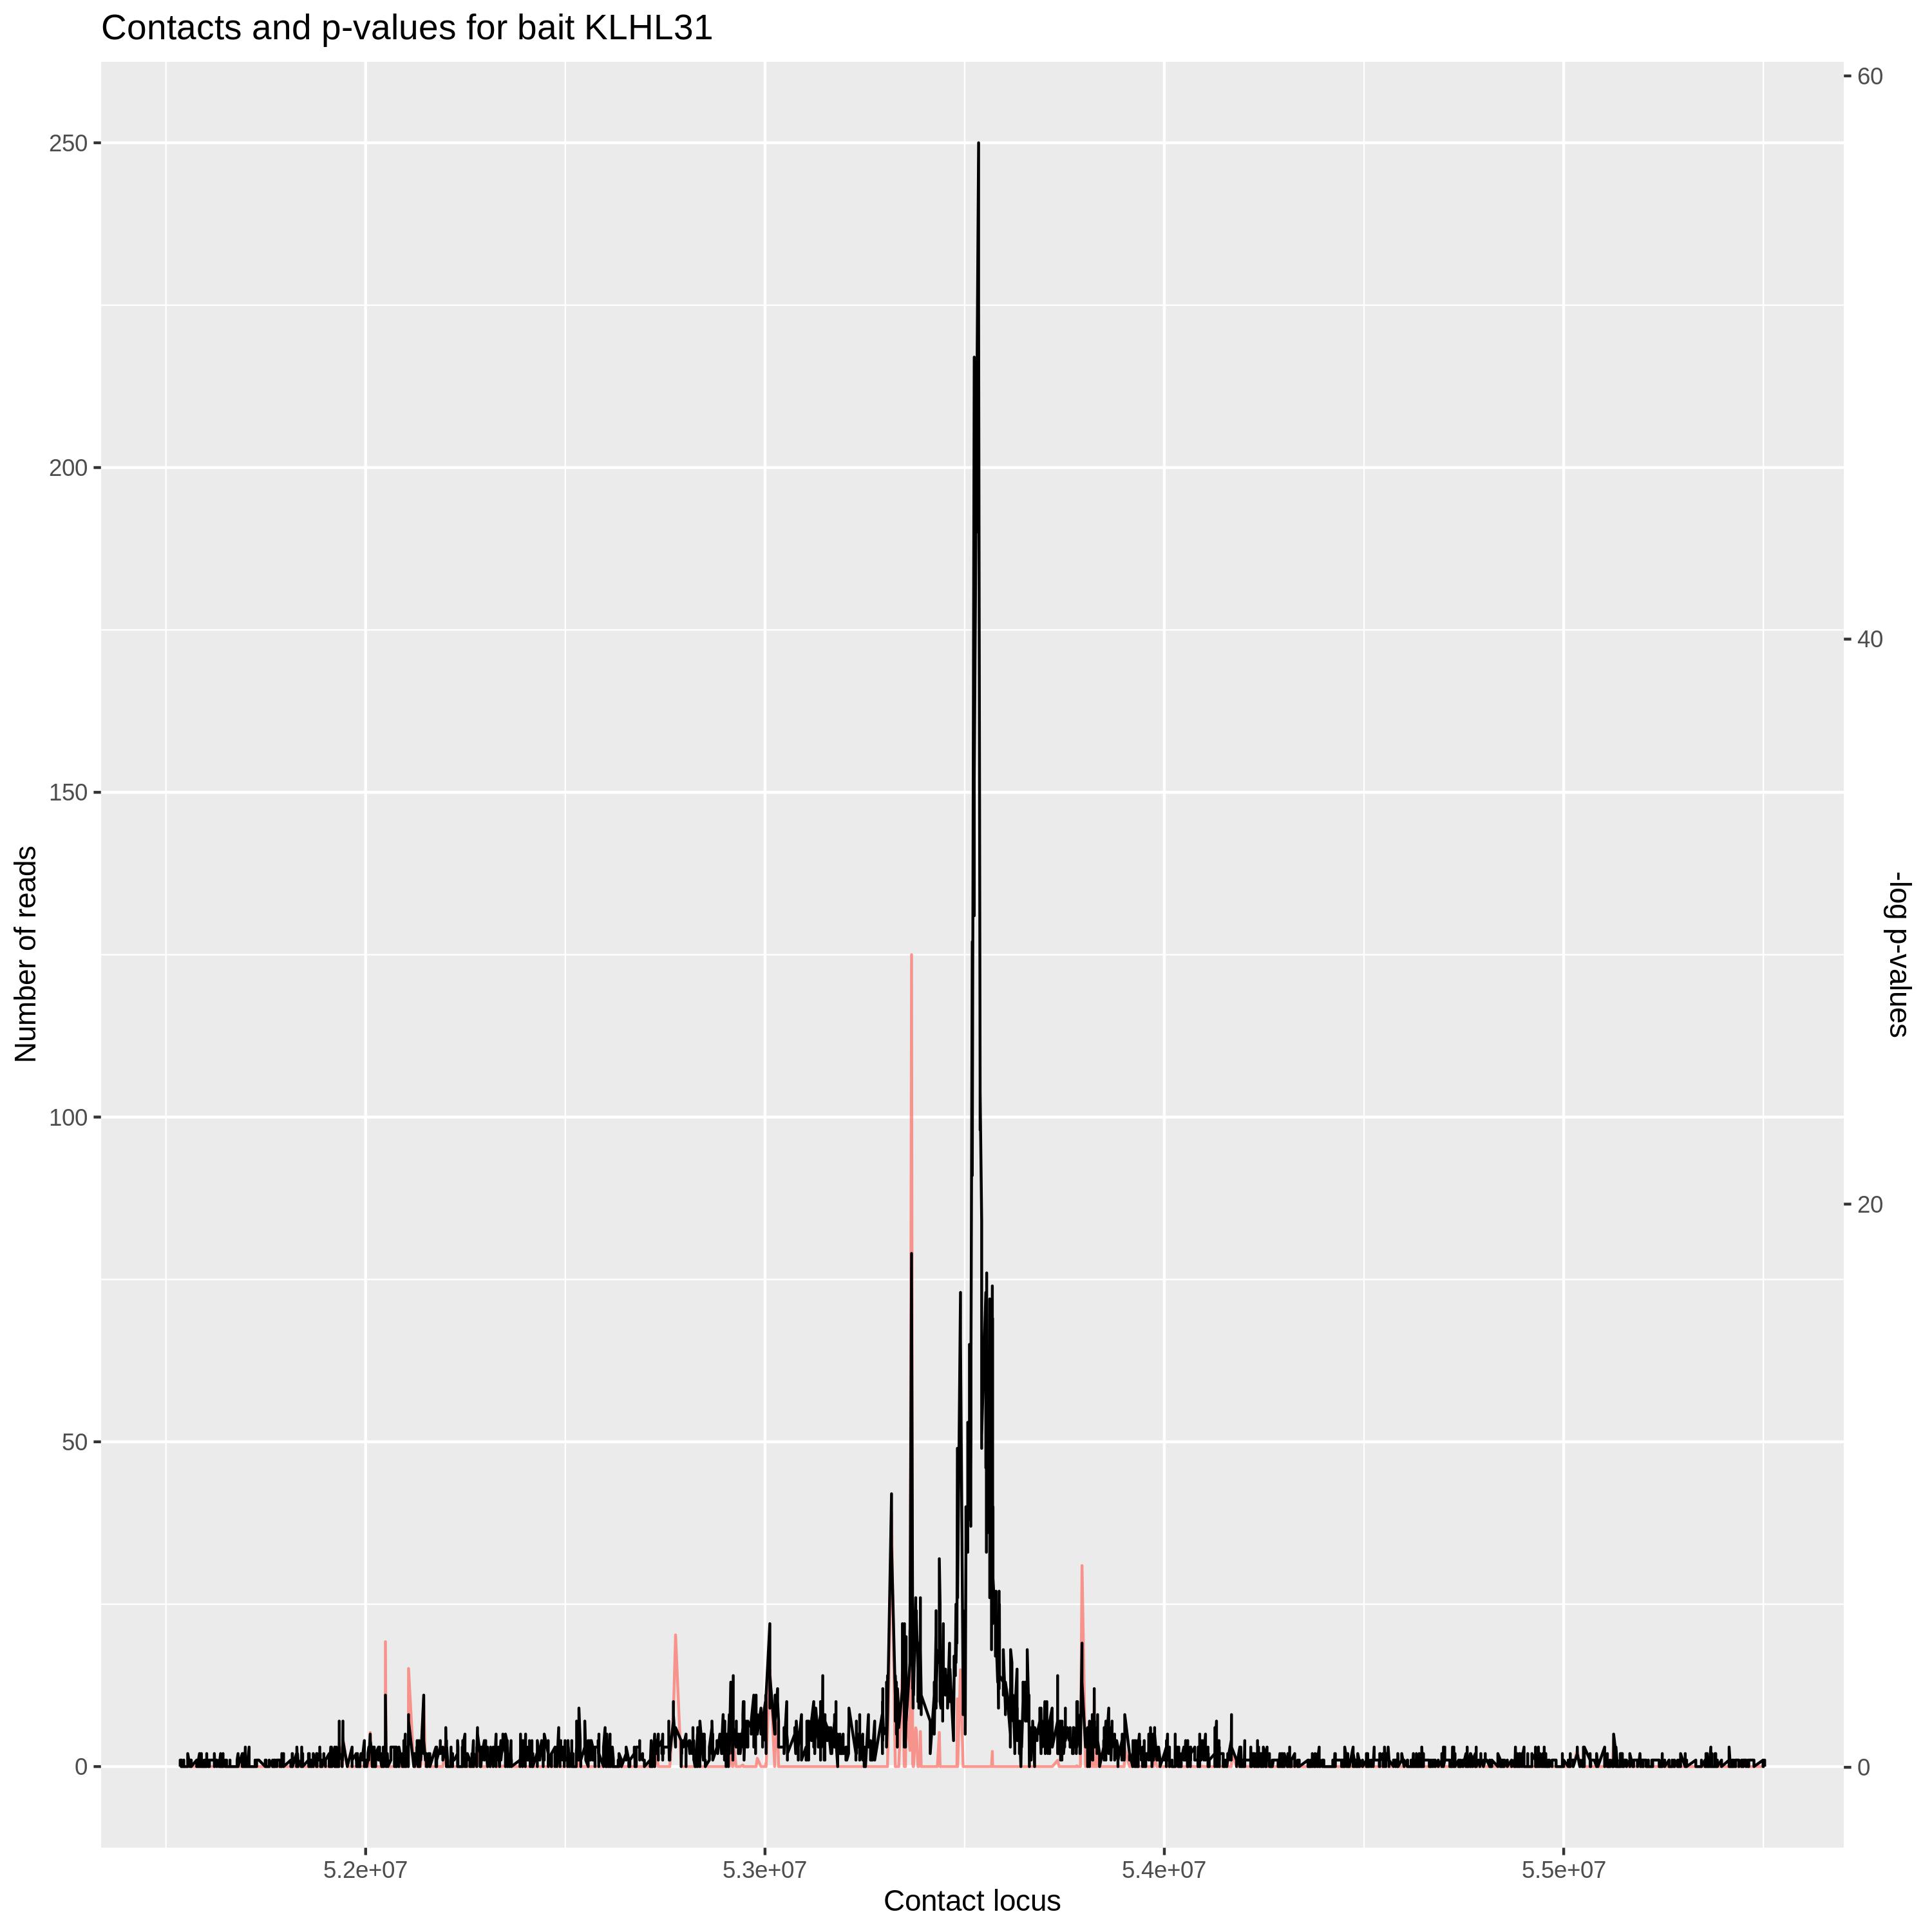 Contacts and p-values for bait KLHL31
250
200
150
100
50
0
Number of reads
60
40
20
0
-log p-values
5.2e+07
5.3e+07
5.4e+07
5.5e+07
Contact locus